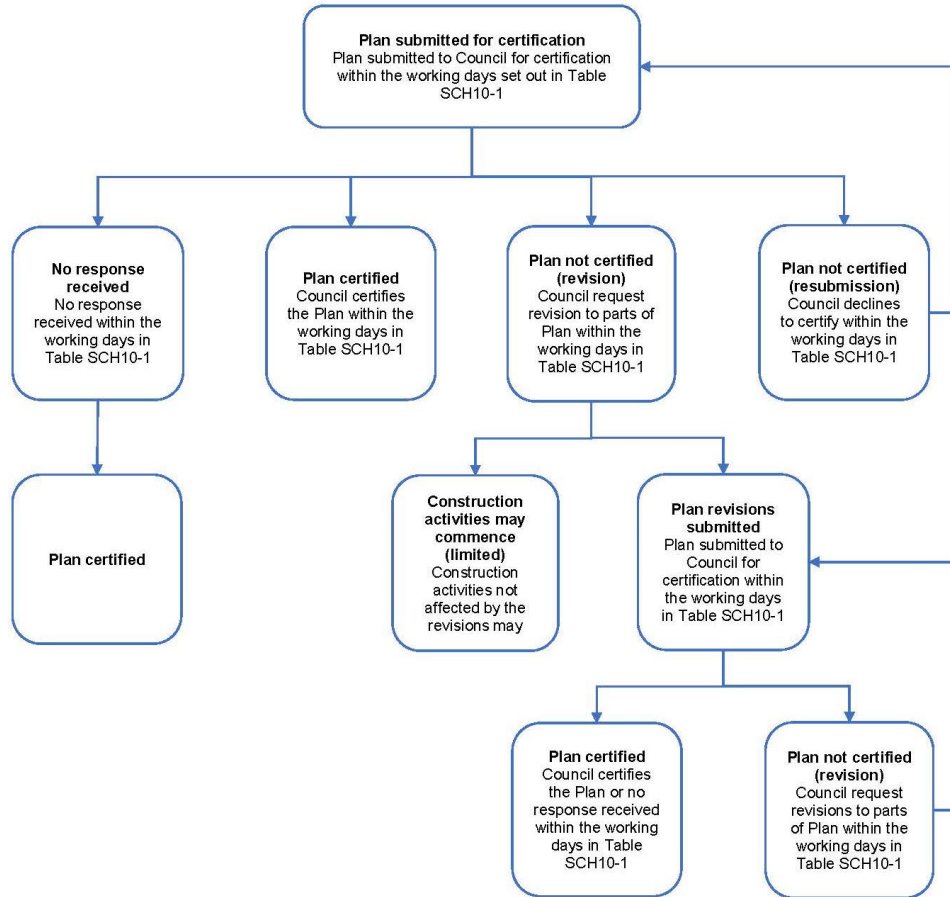 Plan submitted for certification
Plan submitted to Council for certification
within the working days set out in Table
SCH10-1
No response
received
No response
received within the
working days in
Table SCH10-1
Plan certified
Council certifies
the Plan within the
working days in
Table SCH10-1
Plan not certified
(revision)
Council request
revision to parts of
Plan within the
working days in
Table SCH10-1
Plan not certified
(resubmission)
Council declines
to certify within the
working days in
Table SCH10-1
Plan certified
Construction
activities may
commence
(limited)
Construction
activities not
affected by the
revisions may
Plan revisions
submitted
Plan submitted to
Council for
certification within
the working days
in Table SCH10-1
Plan certified
Council certifies
the Plan or no
response received
within the working
days in Table
SCH10-1
Plan not certified
(revision)
Council request
revisions to parts
of Plan within the
working days in
Table SCH10-1